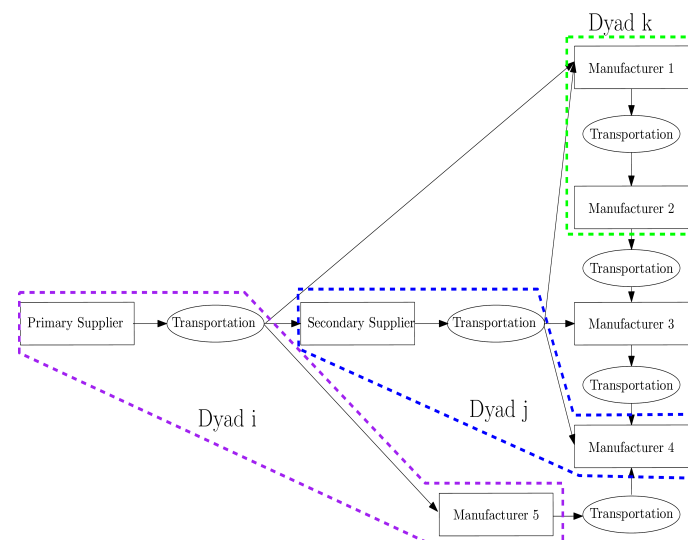 Dyad k
Manufacturer 1
Transportation
Manufacturer 2
Transportation
Primary Supplier
Transportation
Secondary Supplier
Transportation
Manufacturer 3
Transportation
Dyad i
Dyad j
Manufacturer 4
Manufacturer 5
Transportation